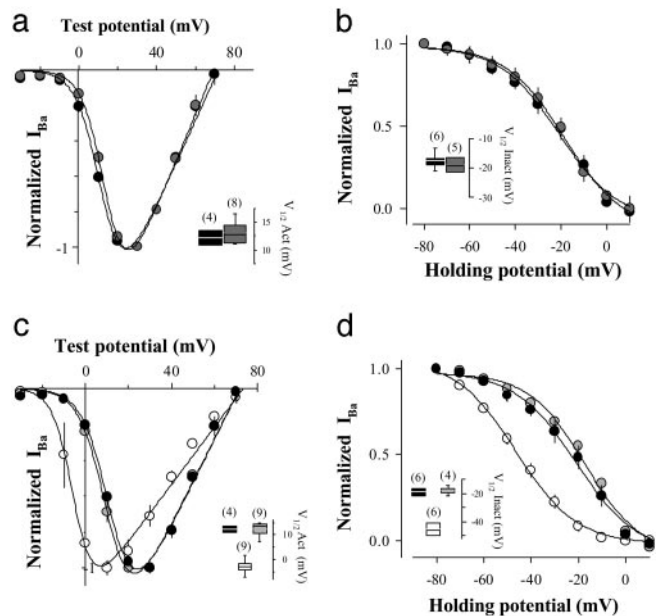 a
Test potential (mV)
0 40 80
Normalized I_Ba
-1
(4) (8)
15
10
V_1/2 Act (mV)
b
Normalized I_Ba
1.0
0.5
0.0
(6) (5)
-10
-20
-30
V_1/2 Inact (mV)
-80 -60 -40 -20 0
Holding potential (mV)
c
Test potential (mV)
0 40 80
Normalized I_Ba
-1
(4) (9)
(9)
10
0
V_1/2 Act (mV)
d
Normalized I_Ba
1.0
0.5
0.0
(6) (4)
(6)
-20
-40
V_1/2 Inact (mV)
-80 -60 -40 -20 0
Holding potential (mV)